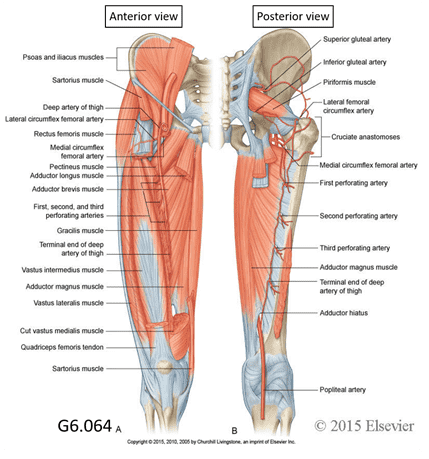 Anterior view
Posterior view
Psoas and iliacus muscles
Sartorius muscle
Deep artery of thigh
Lateral circumflex femoral artery
Rectus femoris muscle
Medial circumflex
femoral artery
Pectineus muscle
Adductor longus muscle
Adductor brevis muscle
First, second, and third
perforating arteries
Gracilis muscle
Terminal end of deep
artery of thigh
Vastus intermedius muscle
Adductor magnus muscle
Vastus lateralis muscle
Cut vastus medialis muscle
Quadriceps femoris tendon
Sartorius muscle
Superior gluteal artery
Inferior gluteal artery
Piriformis muscle
Lateral femoral
circumflex artery
Cruciate anastomoses
Medial circumflex femoral artery
First perforating artery
Second perforating artery
Third perforating artery
Adductor magnus muscle
Terminal end of deep
artery of thigh
Adductor hiatus
Popliteal artery
G6.064 A
B
© 2015 Elsevier
Copyright © 2015, 2010, 2005 by Churchill Livingstone, an imprint of Elsevier Inc.